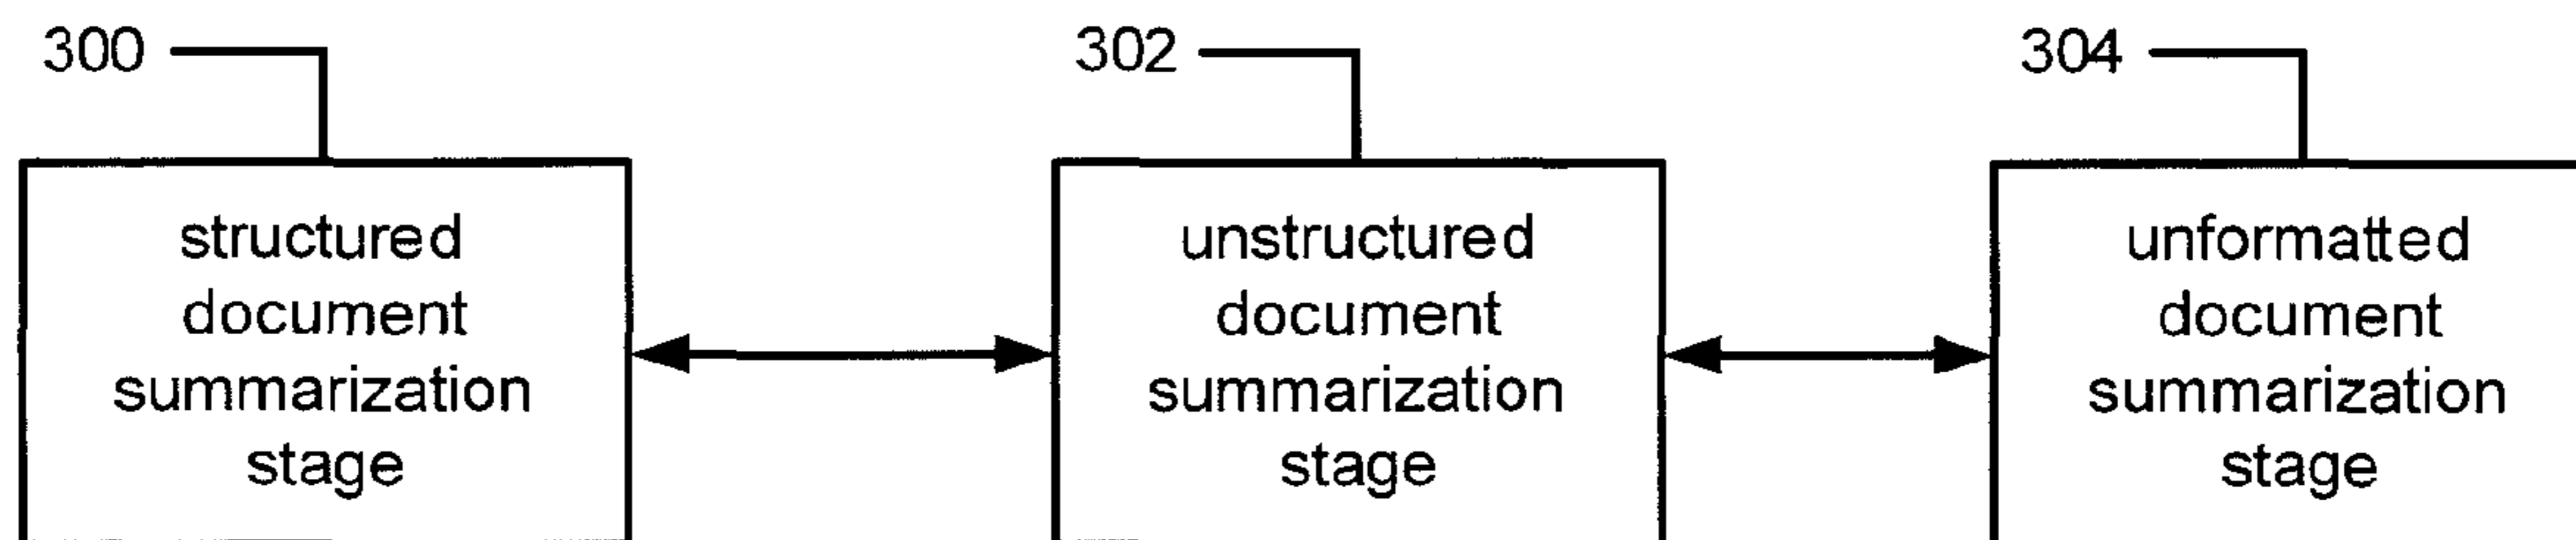 300
302
304
structured
document
summarization
stage
unstructured
document
summarization
stage
unformatted
document
summarization
stage